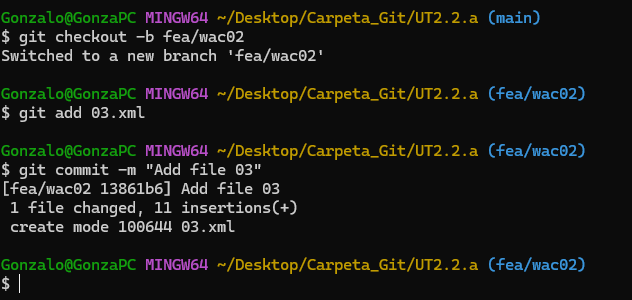 Gonzalo@GonzaPC MINGW64 ~/Desktop/Carpeta_Git/UT2.2.a (main)
$ git checkout -b fea/wac02
Switched to a new branch 'fea/wac02'
Gonzalo@GonzaPC MINGW64 ~/Desktop/Carpeta_Git/UT2.2.a (fea/wac02)
$ git add 03.xml
Gonzalo@GonzaPC MINGW64 ~/Desktop/Carpeta_Git/UT2.2.a (fea/wac02)
$ git commit -m "Add file 03"
[fea/wac02 13861b6] Add file 03
 1 file changed, 11 insertions(+)
 create mode 100644 03.xml
Gonzalo@GonzaPC MINGW64 ~/Desktop/Carpeta_Git/UT2.2.a (fea/wac02)
$